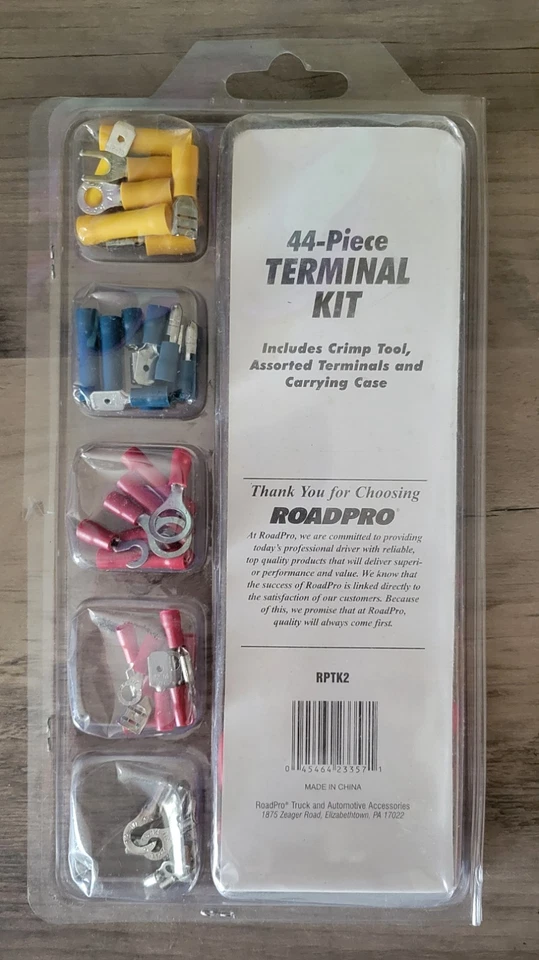 44-Piece
TERMINAL
KIT
Includes Crimp Tool,
Assorted Terminals and
Carrying Case
Thank You for Choosing
ROADPRO®
At RoadPro, we are committed to providing
today's professional driver with reliable,
top quality products that will deliver superi-
or performance and value. We know that
the success of RoadPro is linked directly to
the satisfaction of our customers. Because
of this, we promise that at RoadPro,
quality will always come first.
RPTK2
0 45464 23357 1
MADE IN CHINA
RoadPro® Truck and Automotive Accessories
1875 Zeager Road, Elizabethtown, PA 17022